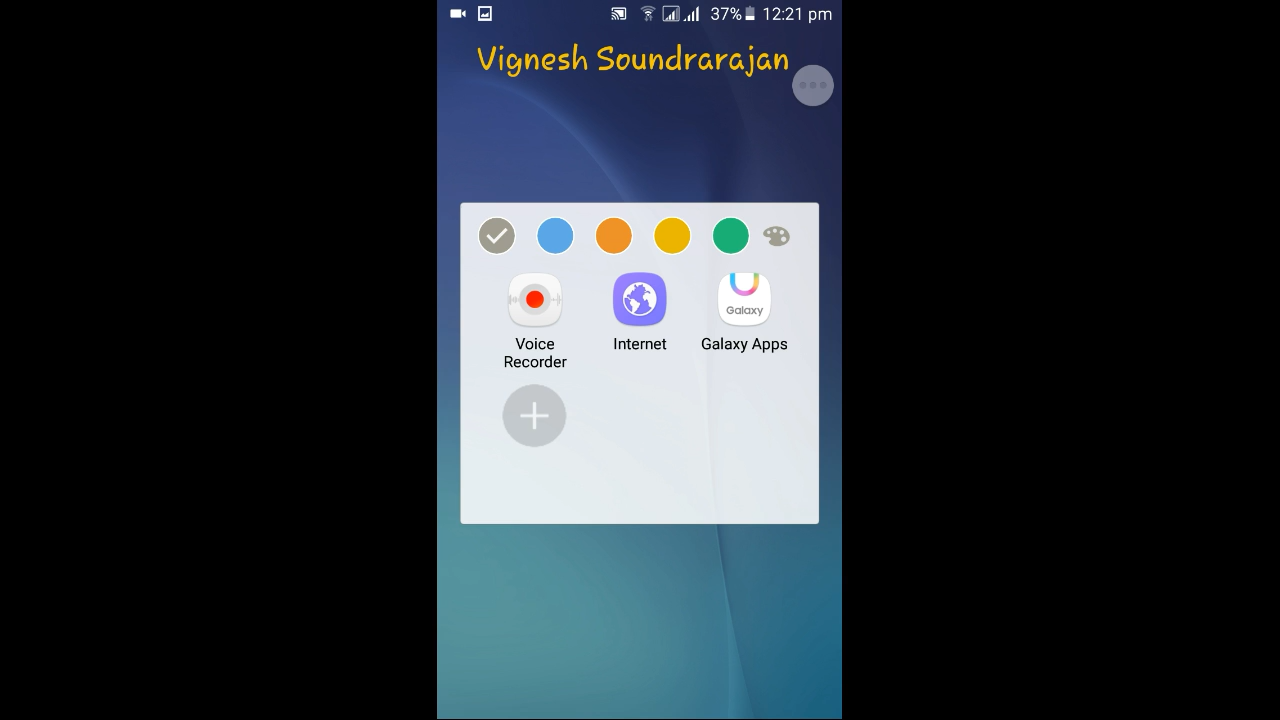 37% 12:21 pm
Vignesh Soundrarajan
Galaxy
Voice Internet Galaxy Apps
Recorder